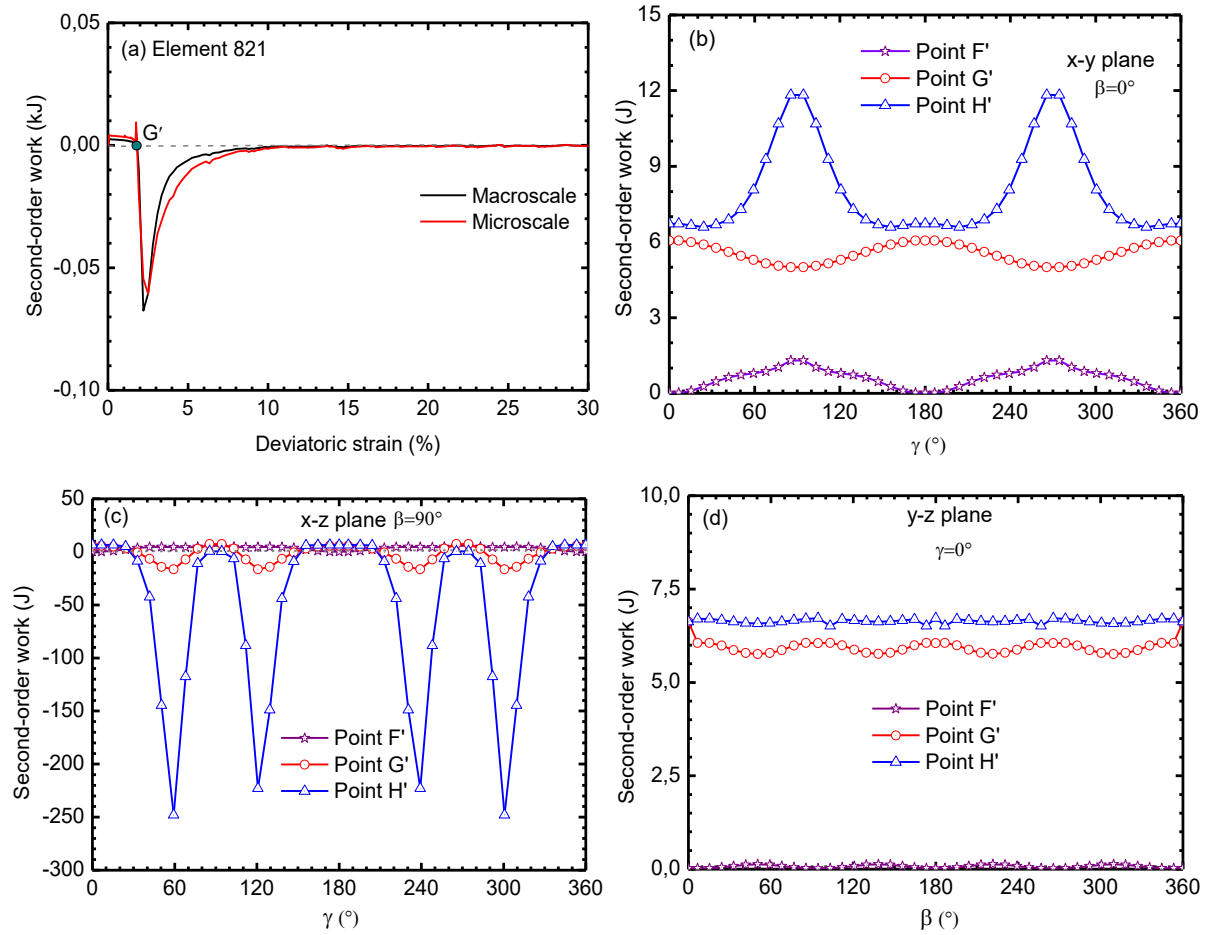 (a) Element 821
0,05
0,00
-0,05
-0,10
Second-order work (kJ)
G'
Macroscale
Microscale
0 5 10 15 20 25 30
Deviatoric strain (%)
(b)
15
12
9
6
3
0
Second-order work (J)
Point F'
Point G'
Point H'
x-y plane
β=0°
0 60 120 180 240 300 360
γ (°)
(c)
x-z plane β=90°
50
0
-50
-100
-150
-200
-250
-300
Second-order work (J)
Point F'
Point G'
Point H'
0 60 120 180 240 300 360
γ (°)
(d)
y-z plane
γ=0°
10,0
7,5
5,0
2,5
0,0
Second-order work (J)
Point F'
Point G'
Point H'
0 60 120 180 240 300 360
β (°)